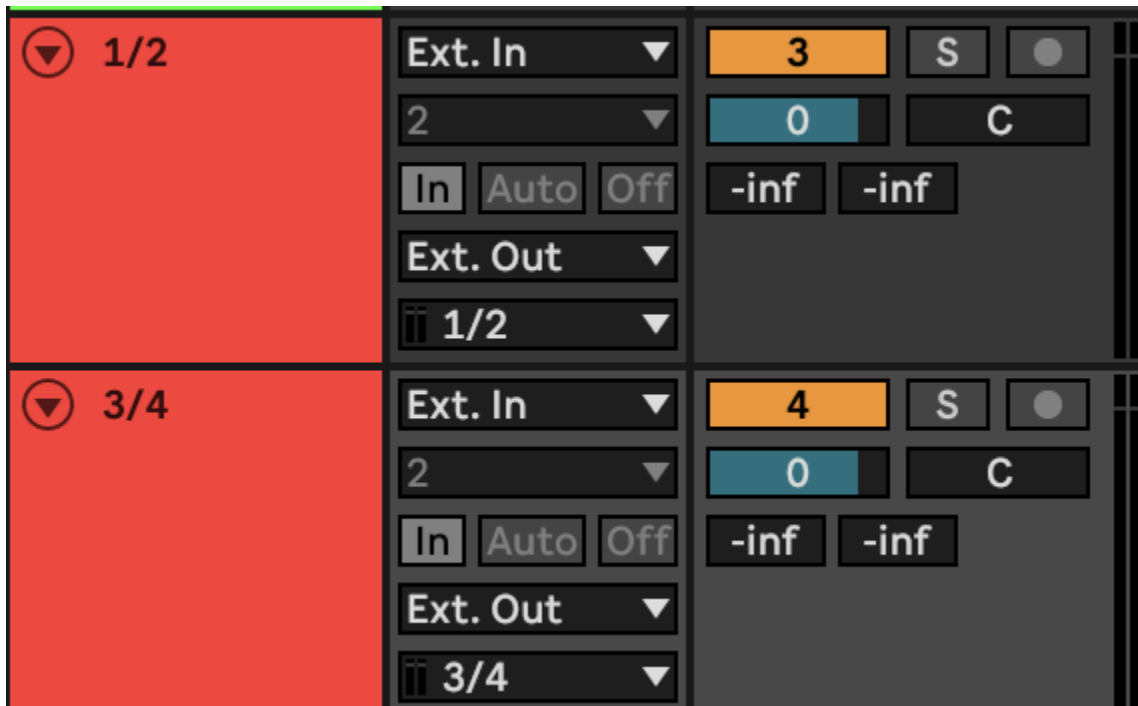 1/2 Ext. In 3 S
2 0 C
In Auto Off -inf -inf
Ext. Out
1/2
3/4 Ext. In 4 S
2 0 C
In Auto Off -inf -inf
Ext. Out
3/4